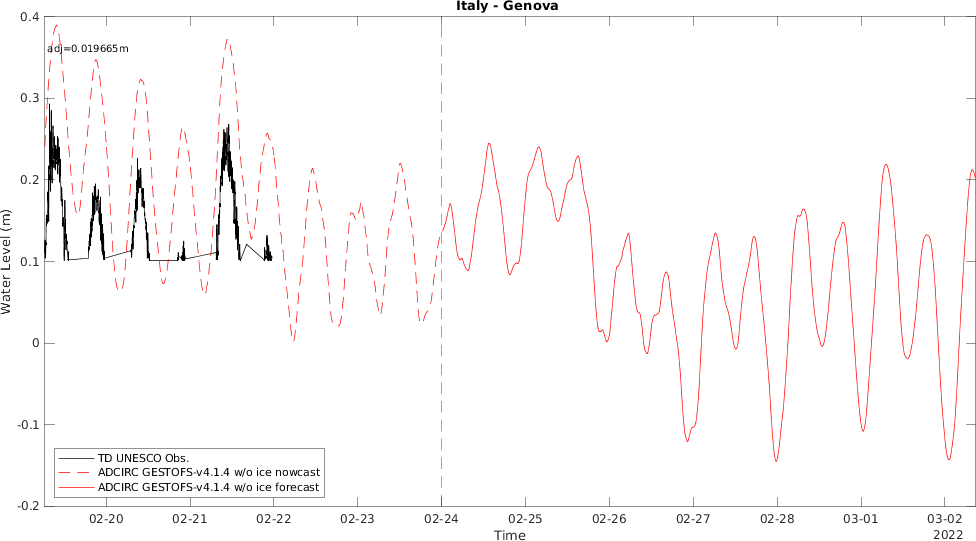 Italy - Genova
adj=0.019665m
0.4
0.3
0.2
0.1
0
-0.1
-0.2
Water Level (m)
TD UNESCO Obs.
ADCIRC GESTOFS-v4.1.4 w/o ice nowcast
ADCIRC GESTOFS-v4.1.4 w/o ice forecast
02-20 02-21 02-22 02-23 02-24 02-25 02-26 02-27 02-28 03-01 03-02
Time
2022